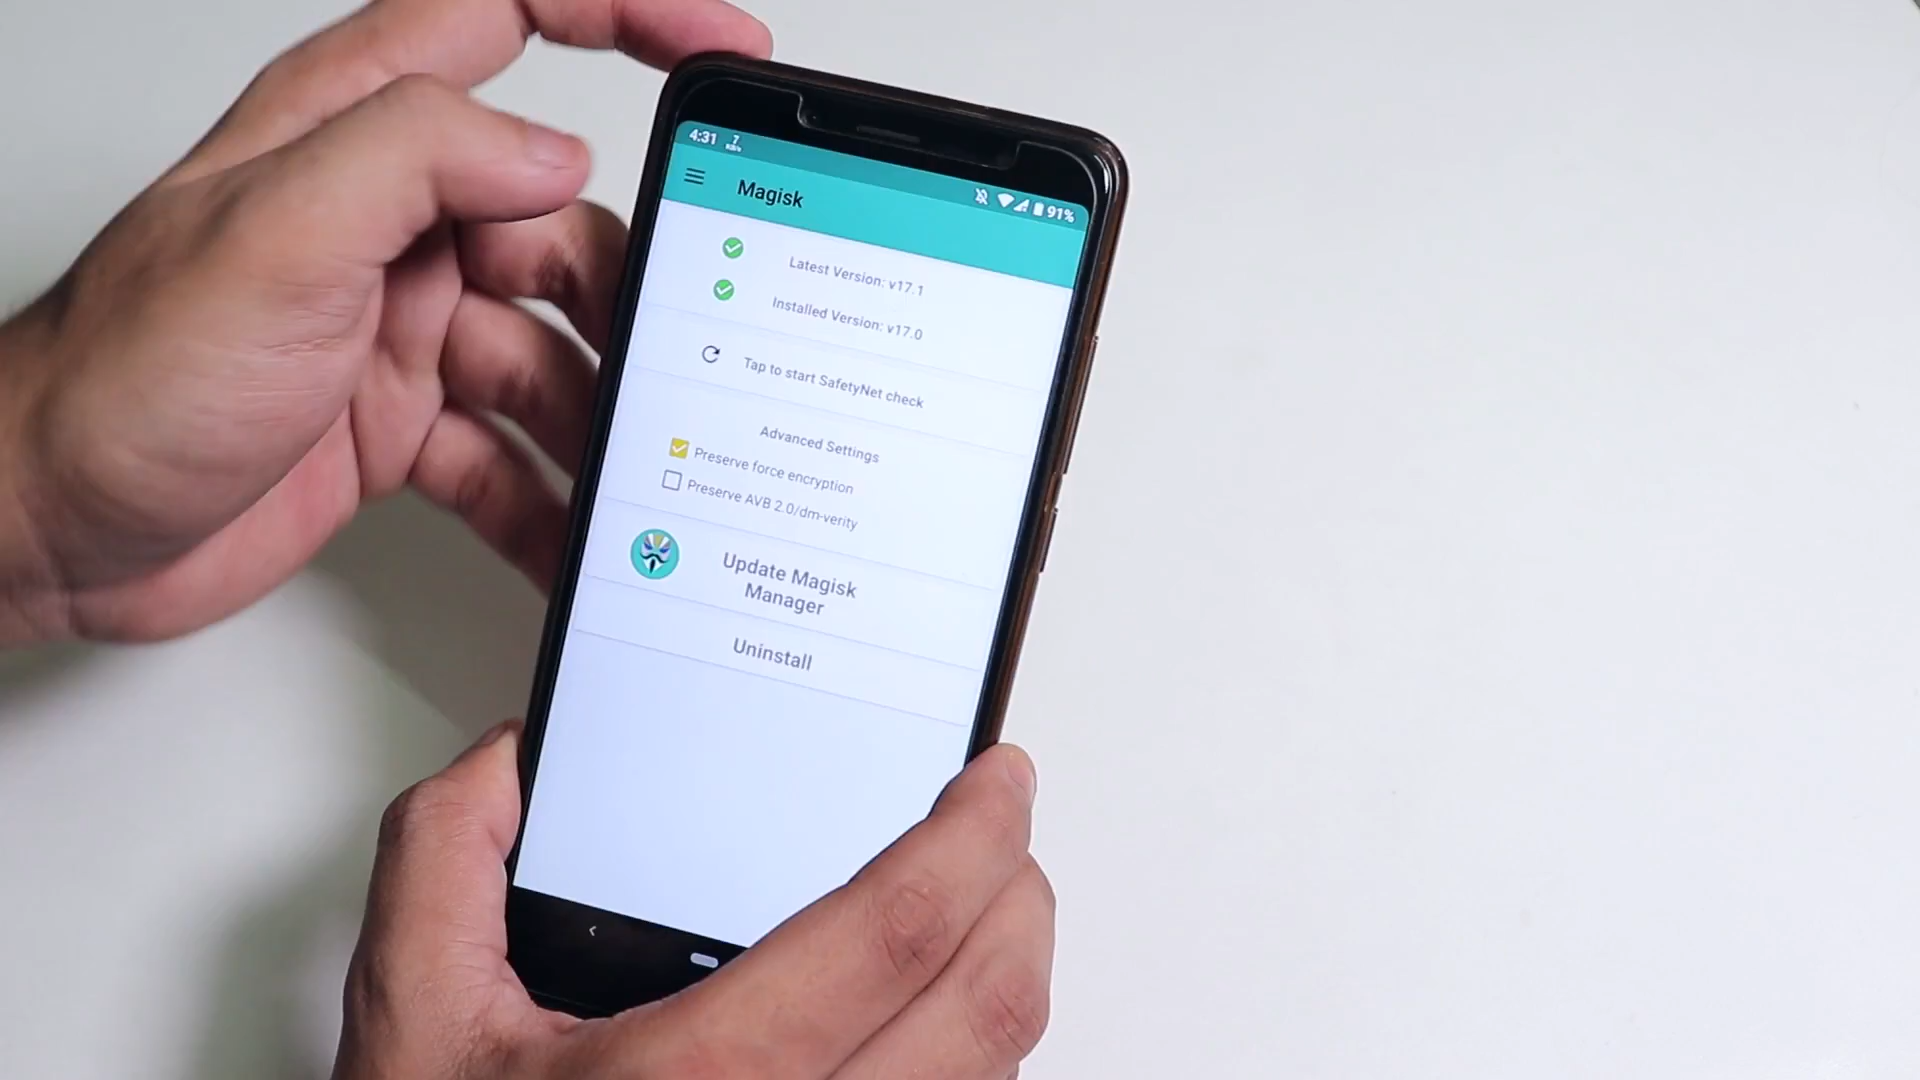 4:31
7
91%
Magisk
Latest Version: v17.1
Installed Version: v17.0
Tap to start SafetyNet check
Advanced Settings
Preserve force encryption
Preserve AVB 2.0/dm-verity
Update Magisk
Manager
Uninstall